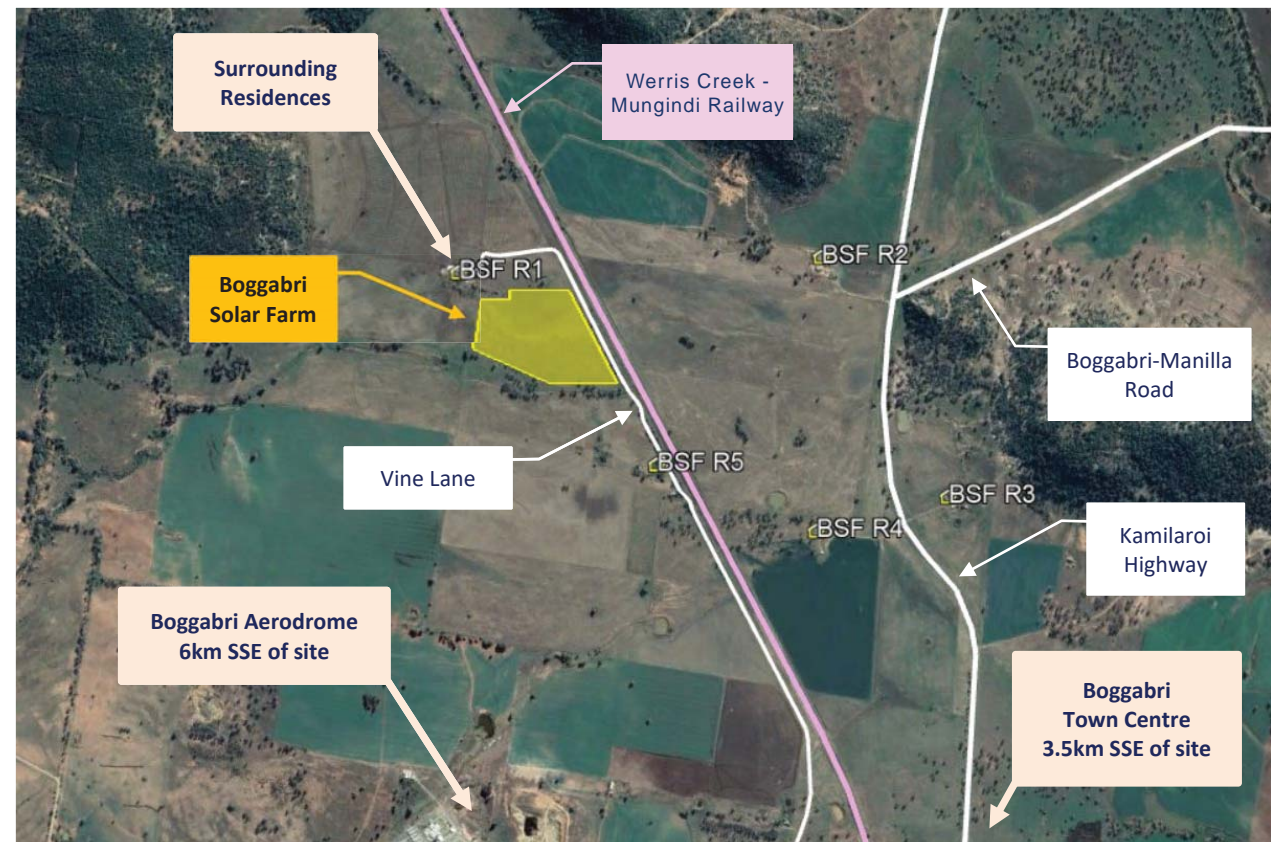 Surrounding
Residences
Werris Creek -
Mungindi Railway
BSF R2
BSF R1
Boggabri
Solar Farm
Boggabri-Manilla
Road
Vine Lane
BSF R5
BSF R3
BSF R4
Kamilaroi
Highway
Boggabri Aerodrome
6km SSE of site
Boggabri
Town Centre
3.5km SSE of site